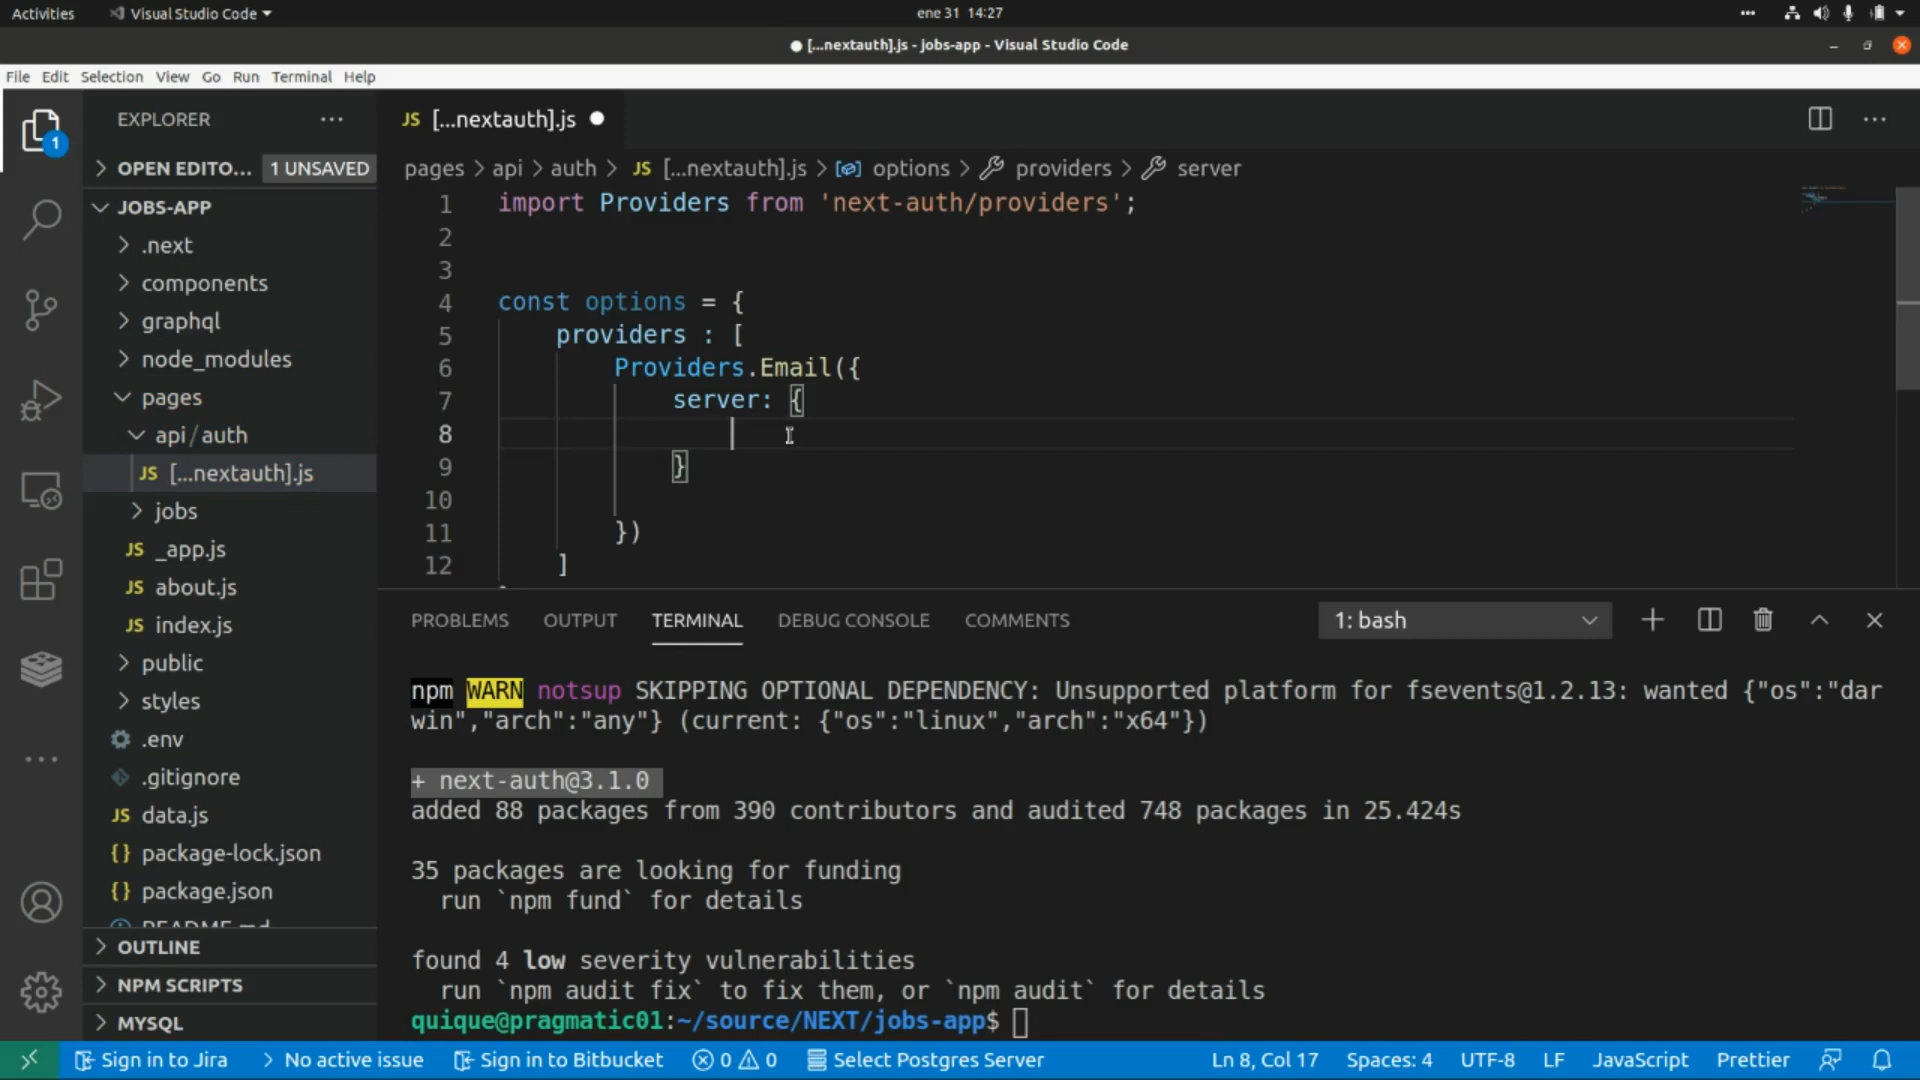 Activities
Visual Studio Code
ene 31 14:27
[...nextauth].js - jobs-app - Visual Studio Code
File Edit Selection View Go Run Terminal Help
1
EXPLORER
OPEN EDITO... 1 UNSAVED
JOBS-APP
.next
components
graphql
node_modules
pages
api/auth
JS [...nextauth].js
jobs
JS _app.js
JS about.js
JS index.js
public
styles
.env
.gitignore
JS data.js
{} package-lock.json
{} package.json
README.md
OUTLINE
NPM SCRIPTS
MYSQL
JS [...nextauth].js
pages > api > auth > JS [...nextauth].js > options > providers > server
1 import Providers from 'next-auth/providers';
2
3
4 const options = {
5 providers : [
6 Providers.Email({
7 server: {
8
9 }
10
11 })
12 ]
PROBLEMS OUTPUT TERMINAL DEBUG CONSOLE COMMENTS
1: bash
npm WARN notsup SKIPPING OPTIONAL DEPENDENCY: Unsupported platform for fsevents@1.2.13: wanted {"os":"dar
win","arch":"any"} (current: {"os":"linux","arch":"x64"})
+ next-auth@3.1.0
added 88 packages from 390 contributors and audited 748 packages in 25.424s
35 packages are looking for funding
run `npm fund` for details
found 4 low severity vulnerabilities
run `npm audit fix` to fix them, or `npm audit` for details
quique@pragmatic01:~/source/NEXT/jobs-app$
Sign in to Jira > No active issue Sign in to Bitbucket 0 0 Select Postgres Server Ln 8, Col 17 Spaces: 4 UTF-8 LF JavaScript Prettier